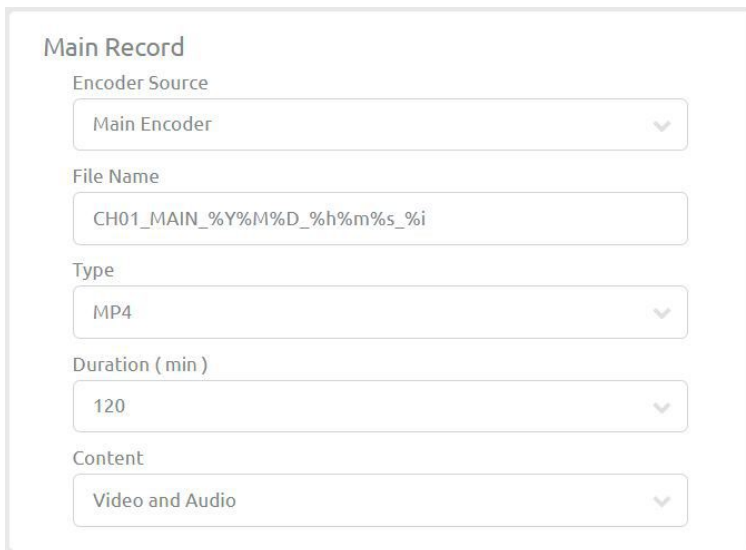 Main Record
Encoder Source
Main Encoder
File Name
CH01_MAIN_%Y%M%D_%h%m%s_%i
Type
MP4
Duration ( min )
120
Content
Video and Audio